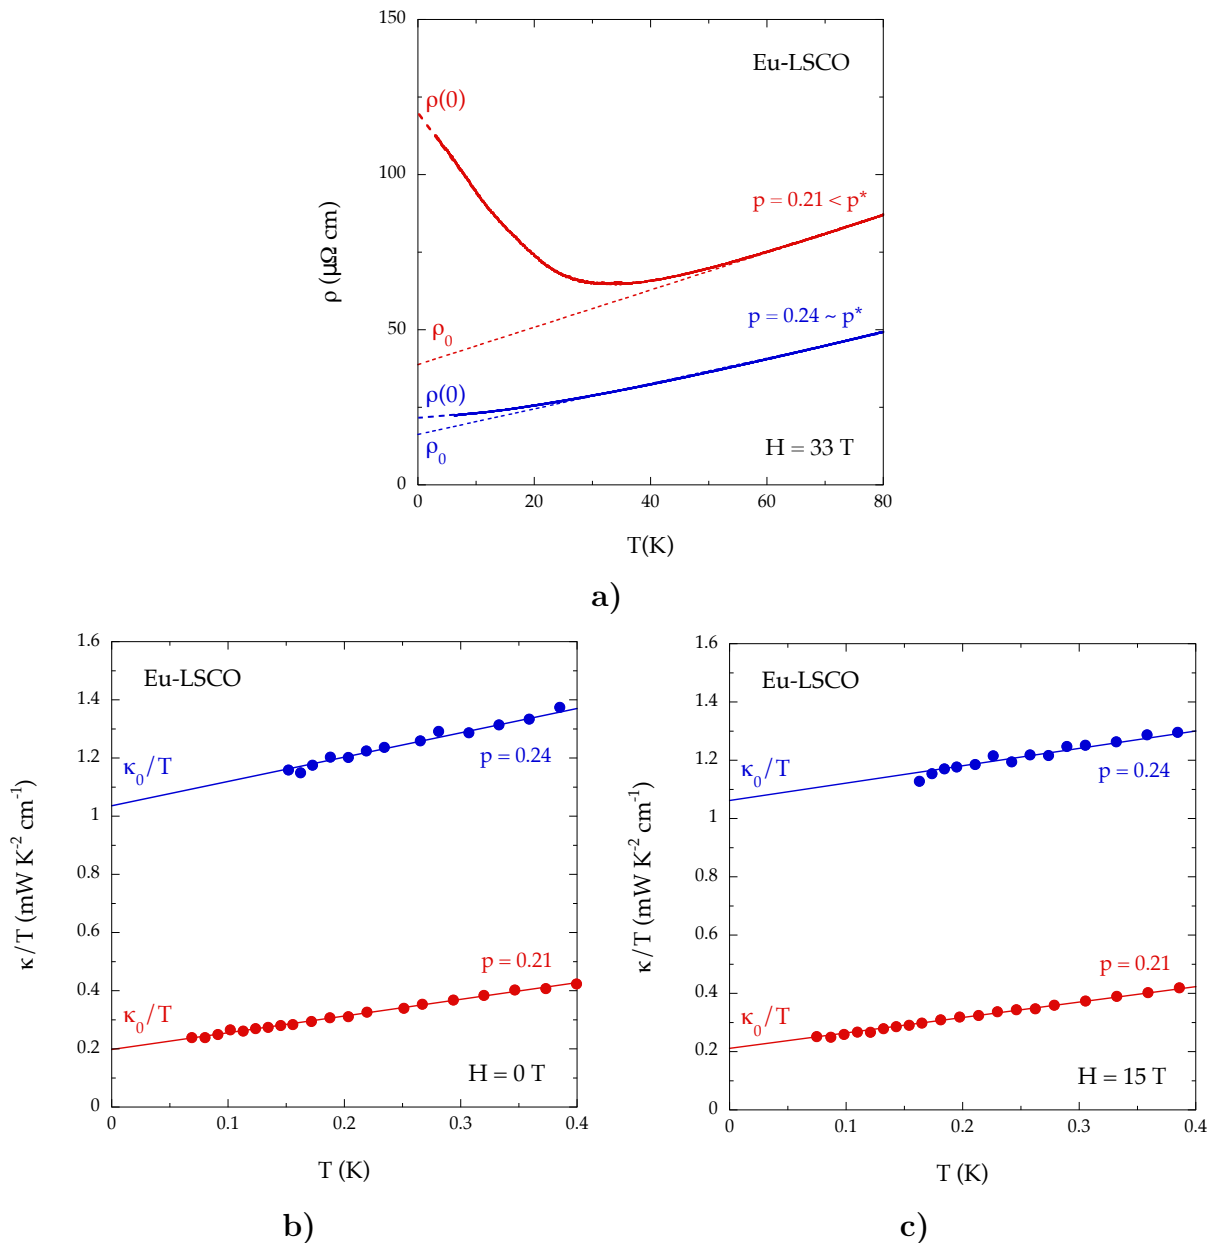 150
Eu-LSCO
ρ(0)
100
p = 0.21 < p*
ρ (μΩ cm)
p = 0.24 ~ p*
ρ₀
50
ρ(0)
ρ₀
H = 33 T
0
0 20 40 60 80
T(K)
a)
1.6
Eu-LSCO
1.4
κ₀/T
p = 0.24
1.2
1
κ/T (mW K⁻² cm⁻¹)
0.8
0.6
p = 0.21
0.4
κ₀/T
0.2
H = 0 T
0
0 0.1 0.2 0.3 0.4
T (K)
b)
1.6
Eu-LSCO
1.4
κ₀/T
p = 0.24
1.2
1
κ/T (mW K⁻² cm⁻¹)
0.8
0.6
p = 0.21
0.4
κ₀/T
0.2
H = 15 T
0
0 0.1 0.2 0.3 0.4
T (K)
c)